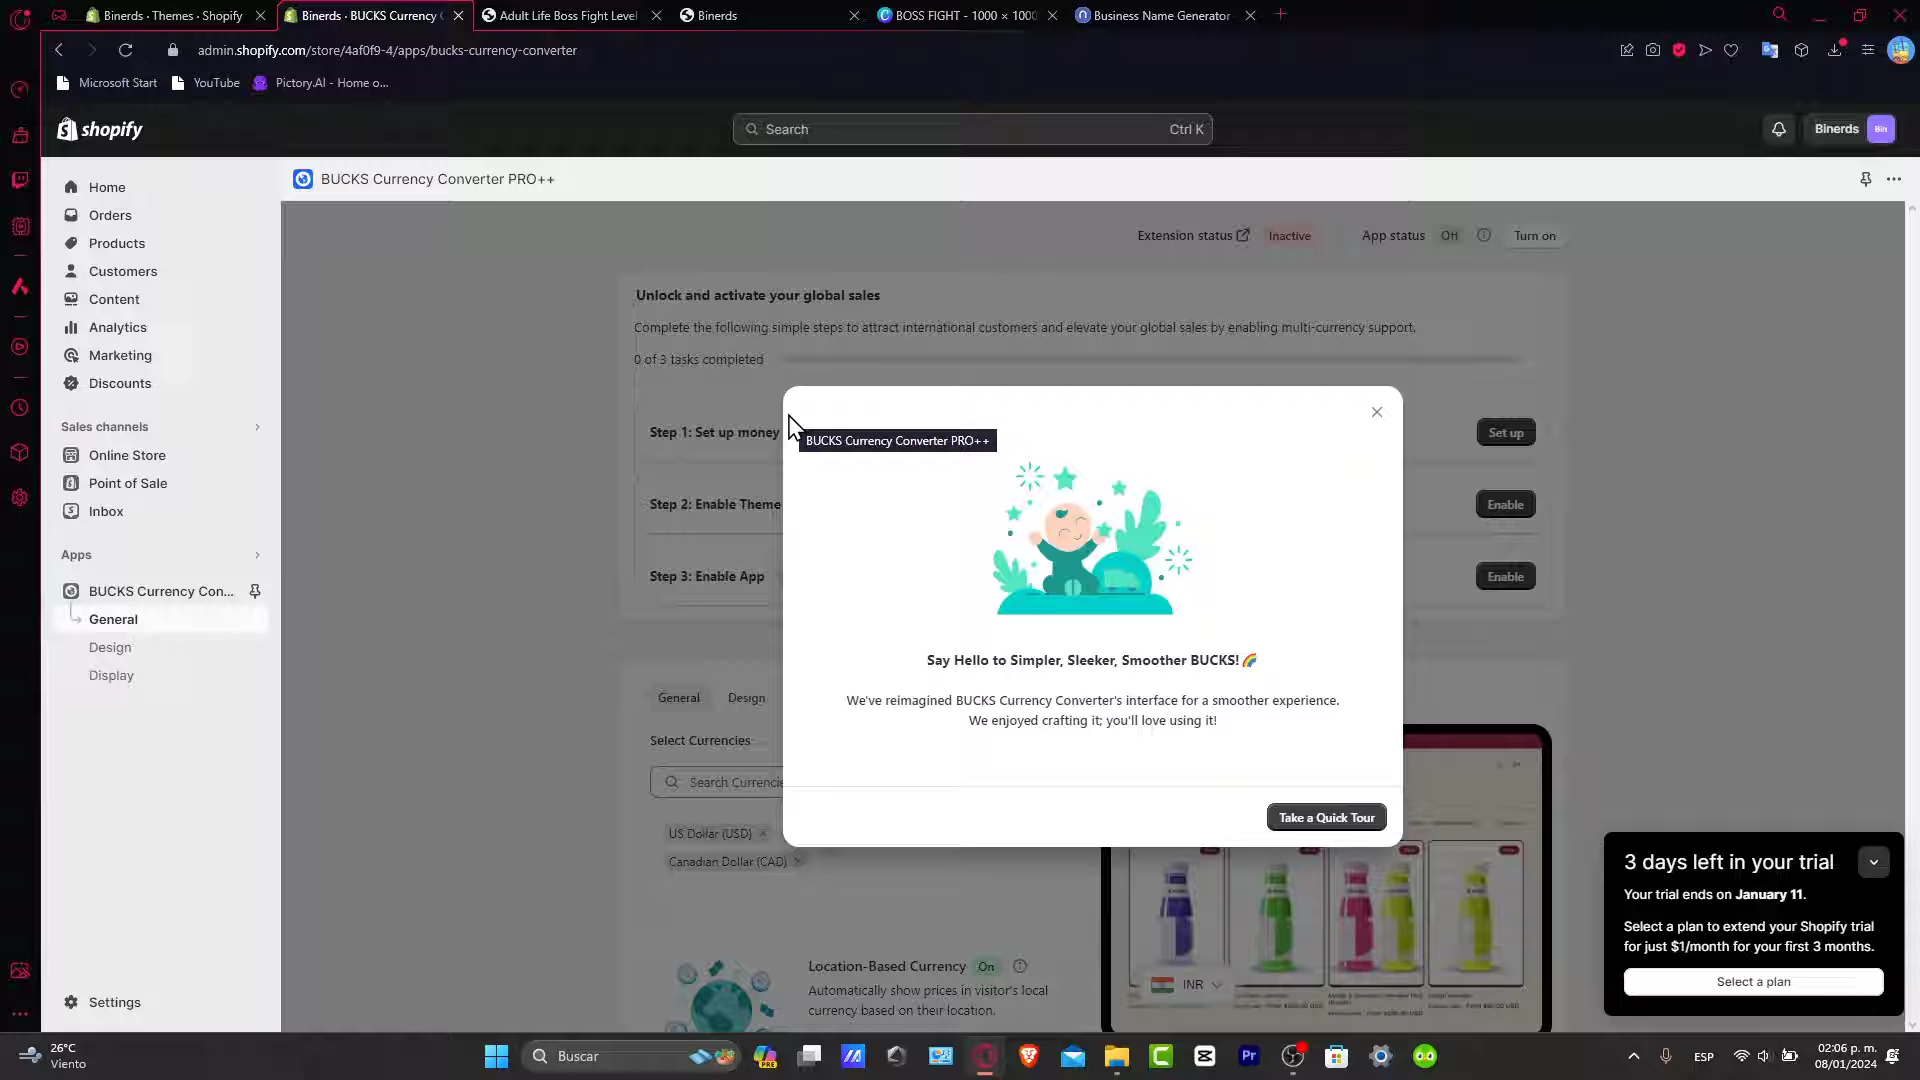 Binerds · Themes · Shopify
Binerds · BUCKS Currency C
Adult Life Boss Fight Level
Binerds
BOSS FIGHT - 1000 × 1000
Business Name Generator
admin.shopify.com/store/4af0f9-4/apps/bucks-currency-converter
Microsoft Start
YouTube
Pictory.AI - Home o...
shopify
Search
Ctrl K
Binerds
Bin
Home
Orders
Products
Customers
Content
Analytics
Marketing
Discounts
Sales channels
Online Store
Point of Sale
Inbox
Apps
BUCKS Currency Con...
General
Design
Display
Settings
BUCKS Currency Converter PRO++
Extension status
Inactive
App status
Off
Turn on
Unlock and activate your global sales
Complete the following simple steps to attract international customers and elevate your global sales by enabling multi-currency support.
0 of 3 tasks completed
Step 1: Set up money
Set up
Step 2: Enable Theme
Enable
Step 3: Enable App
Enable
BUCKS Currency Converter PRO++
Say Hello to Simpler, Sleeker, Smoother BUCKS!🌈
We've reimagined BUCKS Currency Converter's interface for a smoother experience.
We enjoyed crafting it; you'll love using it!
Take a Quick Tour
General
Design
Select Currencies
Search Currencie
US Dollar (USD)
Canadian Dollar (CAD)
Location-Based Currency
On
Automatically show prices in visitor's local
currency based on their location.
INR
3 days left in your trial
Your trial ends on January 11.
Select a plan to extend your Shopify trial
for just $1/month for your first 3 months.
Select a plan
26°C
Viento
Buscar
PRE
Pr
ESP
02:06 p. m.
08/01/2024